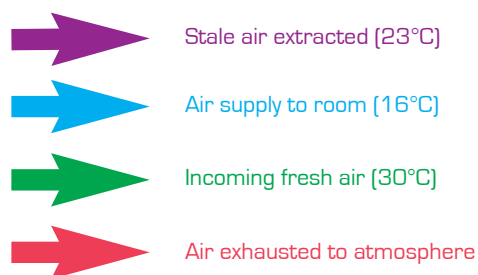 Stale air extracted (23°C)
Air supply to room (16°C)
Incoming fresh air (30°C)
Air exhausted to atmosphere